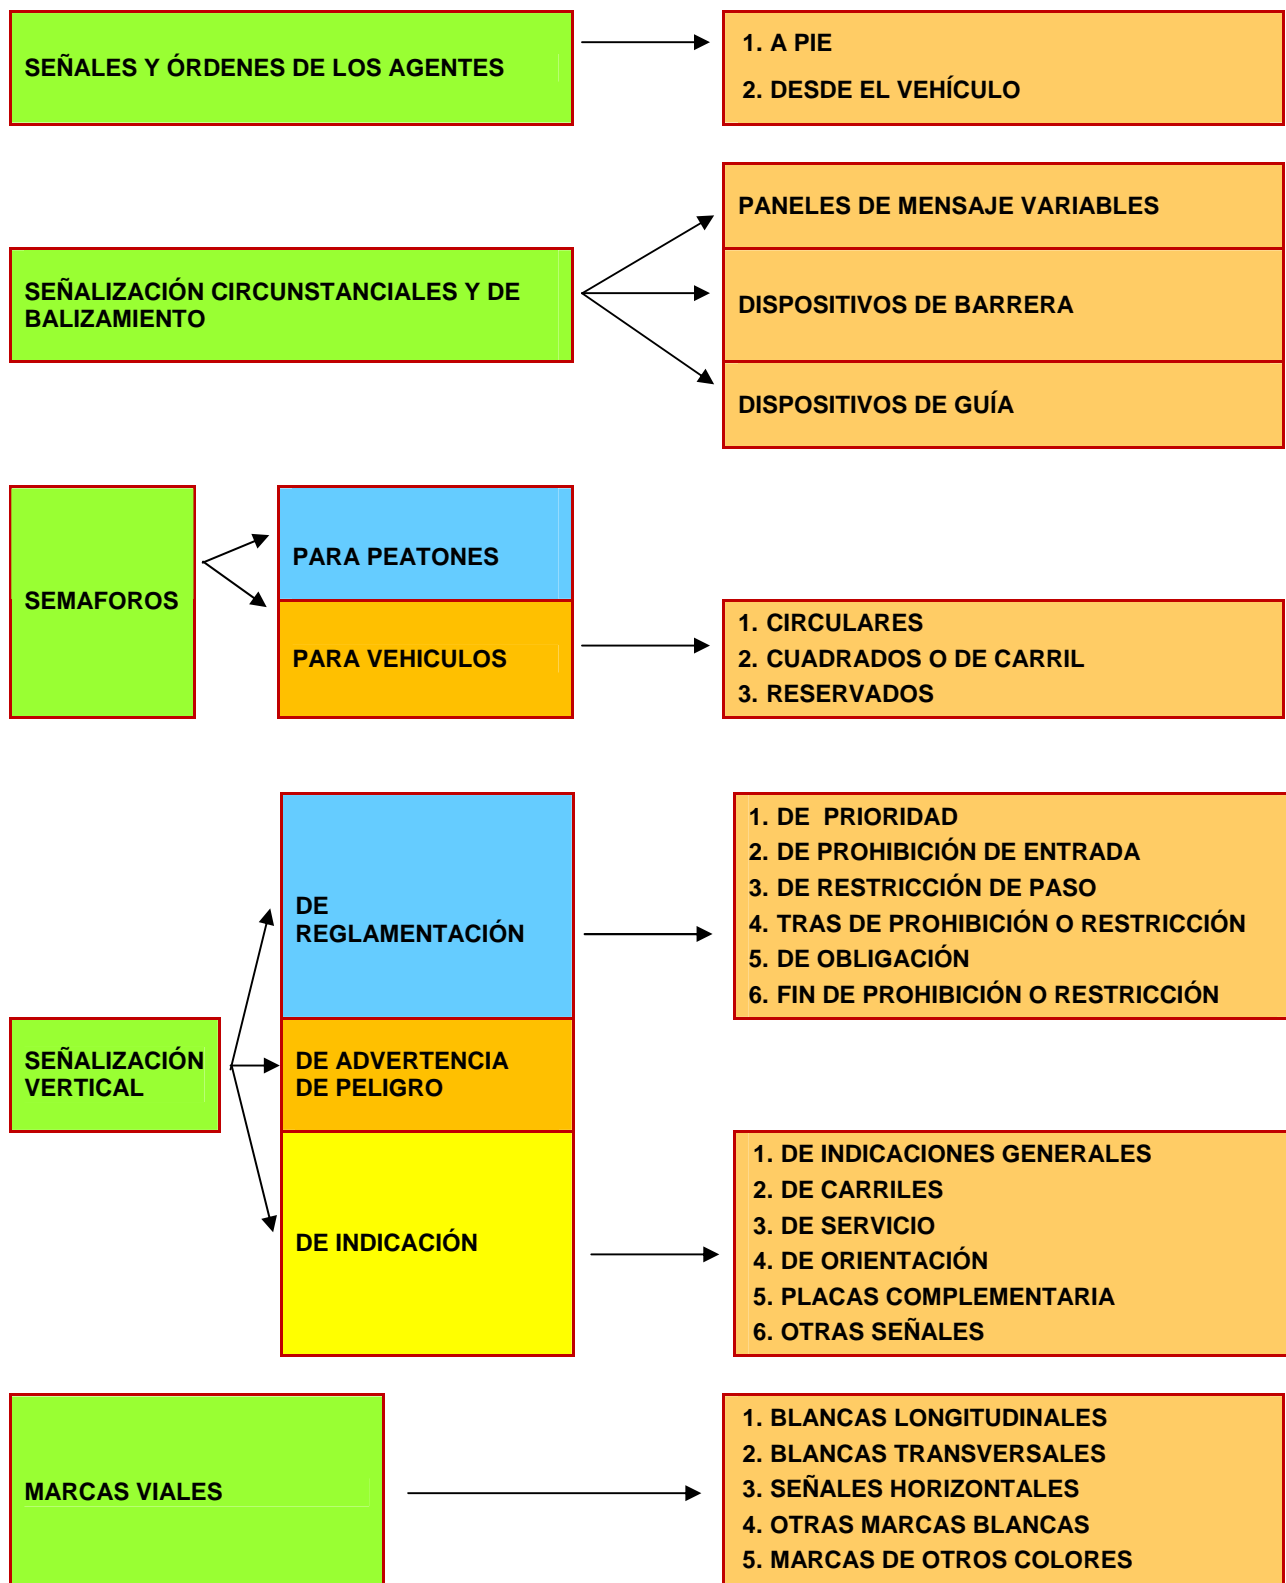 SEÑALES Y ÓRDENES DE LOS AGENTES
1. A PIE
2. DESDE EL VEHÍCULO
SEÑALIZACIÓN CIRCUNSTANCIALES Y DE
BALIZAMIENTO
PANELES DE MENSAJE VARIABLES
DISPOSITIVOS DE BARRERA
DISPOSITIVOS DE GUÍA
SEMAFOROS
PARA PEATONES
PARA VEHICULOS
1. CIRCULARES
2. CUADRADOS O DE CARRIL
3. RESERVADOS
SEÑALIZACIÓN
VERTICAL
DE
REGLAMENTACIÓN
1. DE PRIORIDAD
2. DE PROHIBICIÓN DE ENTRADA
3. DE RESTRICCIÓN DE PASO
4. TRAS DE PROHIBICIÓN O RESTRICCIÓN
5. DE OBLIGACIÓN
6. FIN DE PROHIBICIÓN O RESTRICCIÓN
DE ADVERTENCIA
DE PELIGRO
DE INDICACIÓN
1. DE INDICACIONES GENERALES
2. DE CARRILES
3. DE SERVICIO
4. DE ORIENTACIÓN
5. PLACAS COMPLEMENTARIA
6. OTRAS SEÑALES
MARCAS VIALES
1. BLANCAS LONGITUDINALES
2. BLANCAS TRANSVERSALES
3. SEÑALES HORIZONTALES
4. OTRAS MARCAS BLANCAS
5. MARCAS DE OTROS COLORES